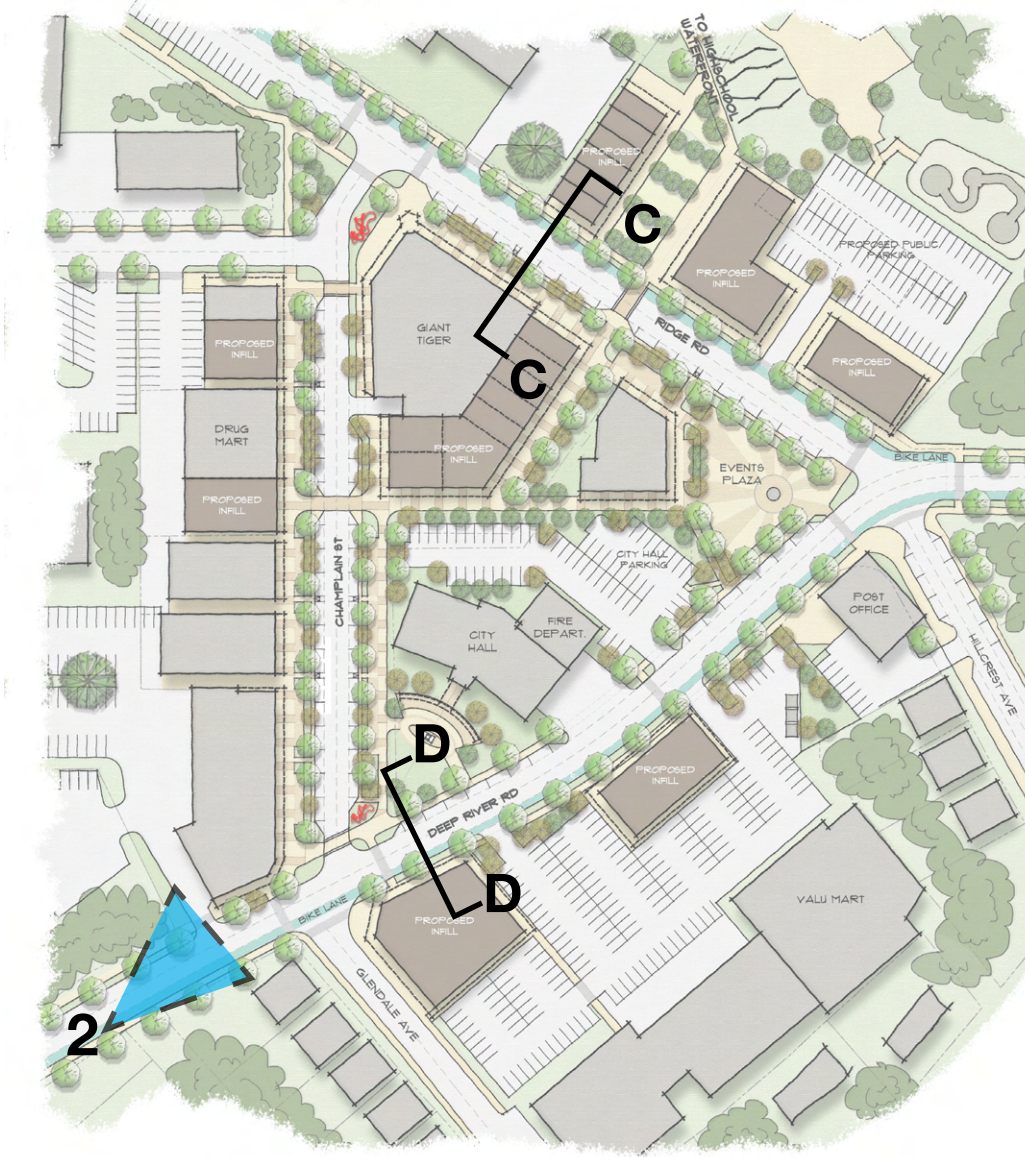 TO HIGHSCHOOL
WATERFRONT
PROPOSED
INFILL
C
PROPOSED PUBLIC
PARKING
PROPOSED
INFILL
GIANT
TIGER
RIDGE RD
PROPOSED
INFILL
PROPOSED
INFILL
C
DRUG
MART
PROPOSED
INFILL
BIKE LANE
EVENTS
PLAZA
PROPOSED
INFILL
CHAMPLAIN ST
CITY HALL
PARKING
POST
OFFICE
FIRE
DEPART.
CITY
HALL
HILLCREST AVE
D
PROPOSED
INFILL
DEEP RIVER RD
D
VALU MART
BIKE LANE
PROPOSED
INFILL
GLENDALE AVE
2